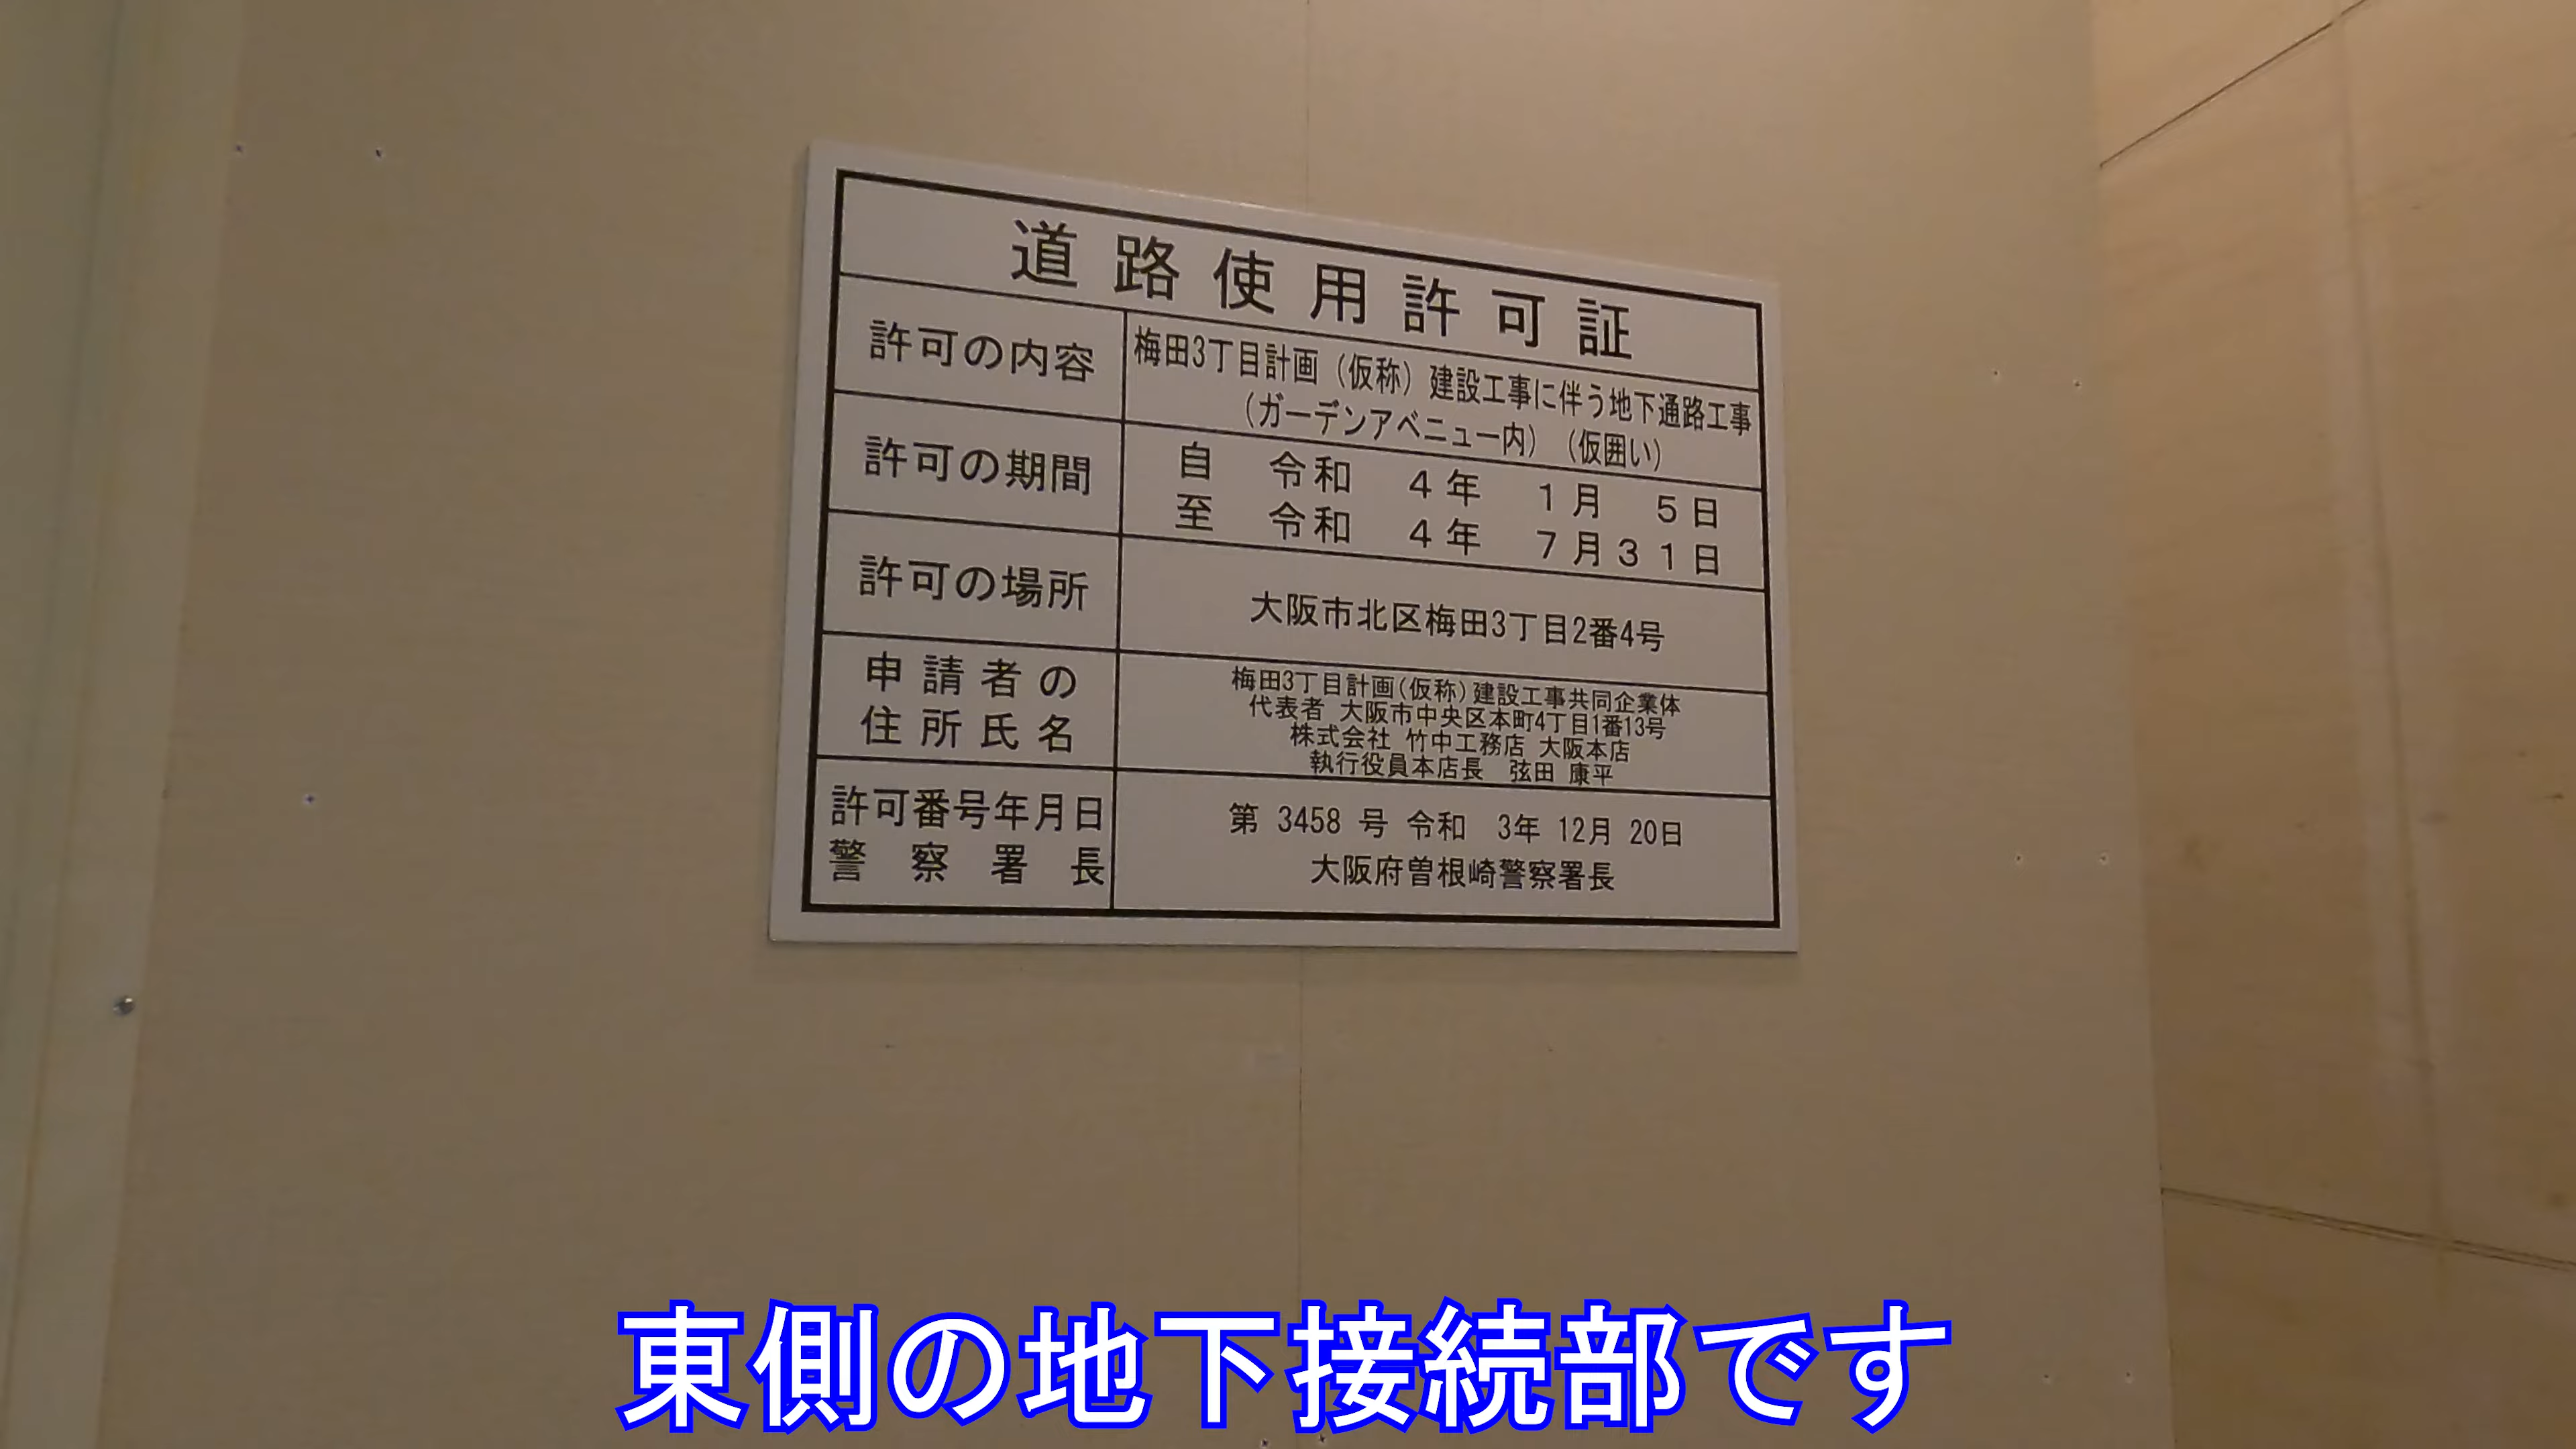 道路使用許可証
許可の内容
梅田3丁目計画（仮称）建設工事に伴う地下通路工事
（ガーデンアベニュー内）（仮囲い）
許可の期間
自 令和 4年 1月 5日
至 令和 4年 7月31日
許可の場所
大阪市北区梅田3丁目2番4号
申請者の
住所氏名
梅田3丁目計画(仮称)建設工事共同企業体
代表者 大阪市中央区本町4丁目1番13号
株式会社 竹中工務店 大阪本店
執行役員本店長 弦田 康平
許可番号年月日
警察署長
第 3458 号 令和 3年 12月 20日
大阪府曽根崎警察署長
東側の地下接続部です